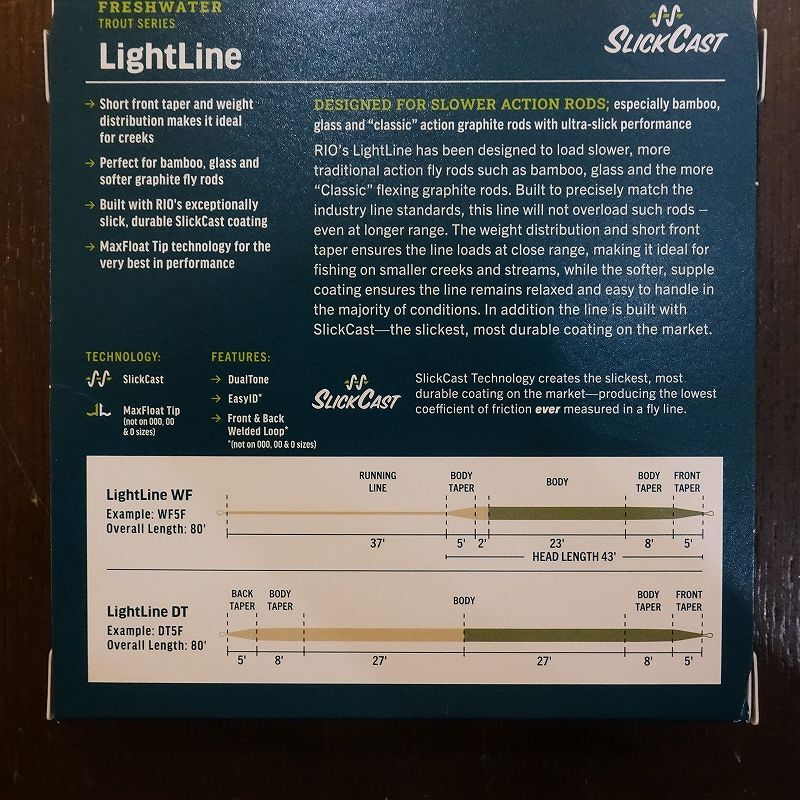 FRESHWATER
TROUT SERIES
LightLine
SLICKCAST
→ Short front taper and weight
distribution makes it ideal
for creeks
→ Perfect for bamboo, glass and
softer graphite fly rods
→ Built with RIO's exceptionally
slick, durable SlickCast coating
→ MaxFloat Tip technology for the
very best in performance
DESIGNED FOR SLOWER ACTION RODS; especially bamboo,
glass and “classic” action graphite rods with ultra-slick performance
RIO's LightLine has been designed to load slower, more
traditional action fly rods such as bamboo, glass and the more
“Classic” flexing graphite rods. Built to precisely match the
industry line standards, this line will not overload such rods –
even at longer range. The weight distribution and short front
taper ensures the line loads at close range, making it ideal for
fishing on smaller creeks and streams, while the softer, supple
coating ensures the line remains relaxed and easy to handle in
the majority of conditions. In addition the line is built with
SlickCast—the slickest, most durable coating on the market.
TECHNOLOGY:
SlickCast
MaxFloat Tip
(not on 000, 00
& 0 sizes)
FEATURES:
→ DualTone
→ EasyID*
→ Front & Back
Welded Loop*
*(not on 000, 00 & 0 sizes)
SLICKCAST
SlickCast Technology creates the slickest, most
durable coating on the market—producing the lowest
coefficient of friction ever measured in a fly line.
LightLine WF
Example: WF5F
Overall Length: 80'
RUNNING
LINE
BODY
TAPER
BODY
BODY
TAPER
FRONT
TAPER
37' 5' 2' 23' 8' 5'
HEAD LENGTH 43'
LightLine DT
Example: DT5F
Overall Length: 80'
BACK
TAPER
BODY
TAPER
BODY
BODY
TAPER
FRONT
TAPER
5' 8' 27' 27' 8' 5'